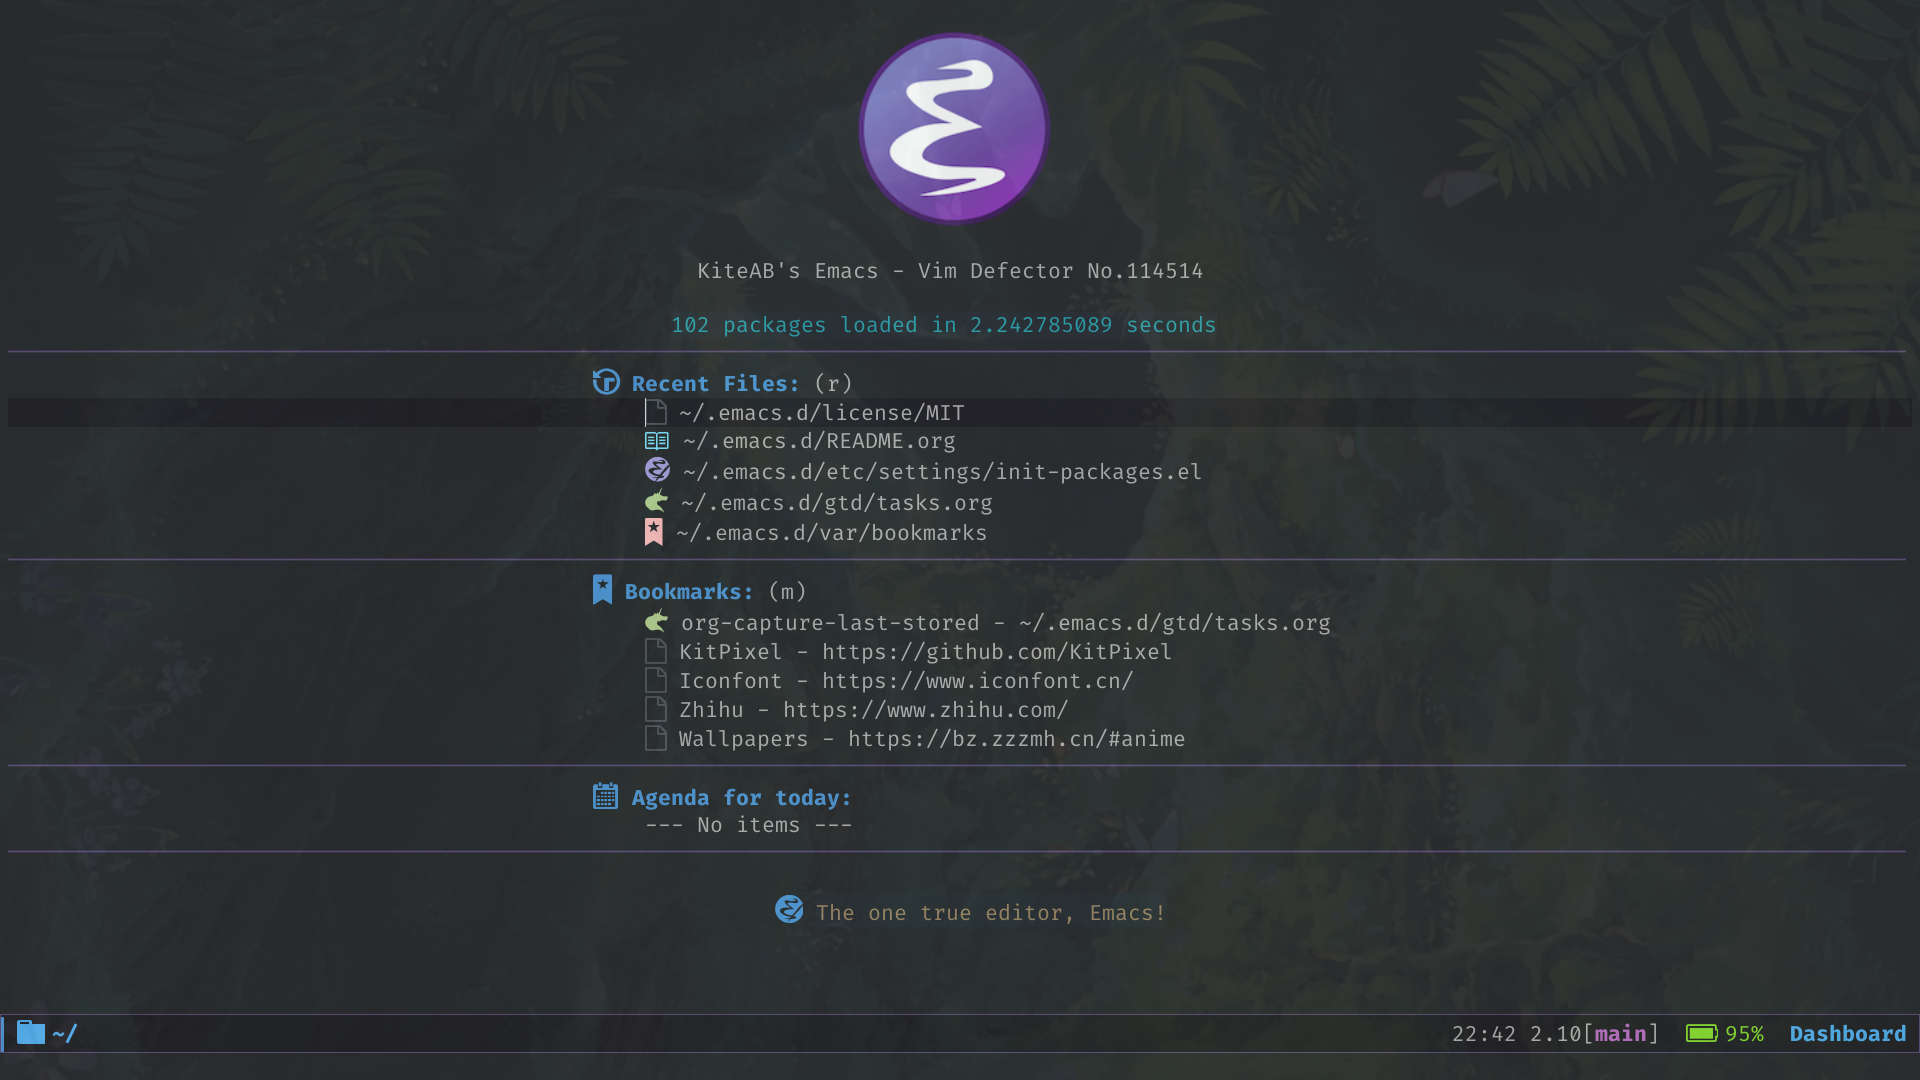 KiteAB's Emacs - Vim Defector No.114514
102 packages loaded in 2.242785089 seconds
Recent Files: (r)
~/.emacs.d/license/MIT
~/.emacs.d/README.org
~/.emacs.d/etc/settings/init-packages.el
~/.emacs.d/gtd/tasks.org
~/.emacs.d/var/bookmarks
Bookmarks: (m)
org-capture-last-stored - ~/.emacs.d/gtd/tasks.org
KitPixel - https://github.com/KitPixel
Iconfont - https://www.iconfont.cn/
Zhihu - https://www.zhihu.com/
Wallpapers - https://bz.zzzmh.cn/#anime
Agenda for today:
--- No items ---
The one true editor, Emacs!
~/ 22:42 2.10[main] 95% Dashboard